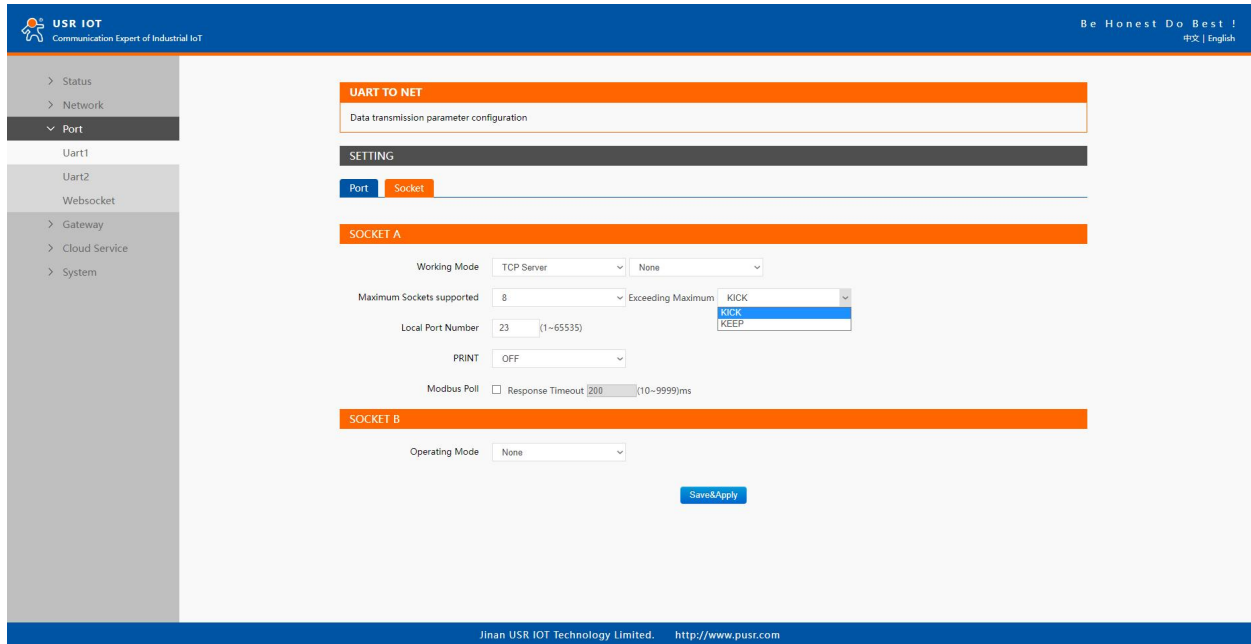 USR IOT
Communication Expert of Industrial IoT
Be Honest Do Best !
中文 | English
Status
Network
Port
Uart1
Uart2
Websocket
Gateway
Cloud Service
System
UART TO NET
Data transmission parameter configuration
SETTING
Port Socket
SOCKET A
Working Mode TCP Server None
Maximum Sockets supported 8 Exceeding Maximum KICK
KICK
KEEP
Local Port Number 23 (1~65535)
PRINT OFF
Modbus Poll Response Timeout 200 (10~9999)ms
SOCKET B
Operating Mode None
Save&Apply
Jinan USR IOT Technology Limited. http://www.pusr.com